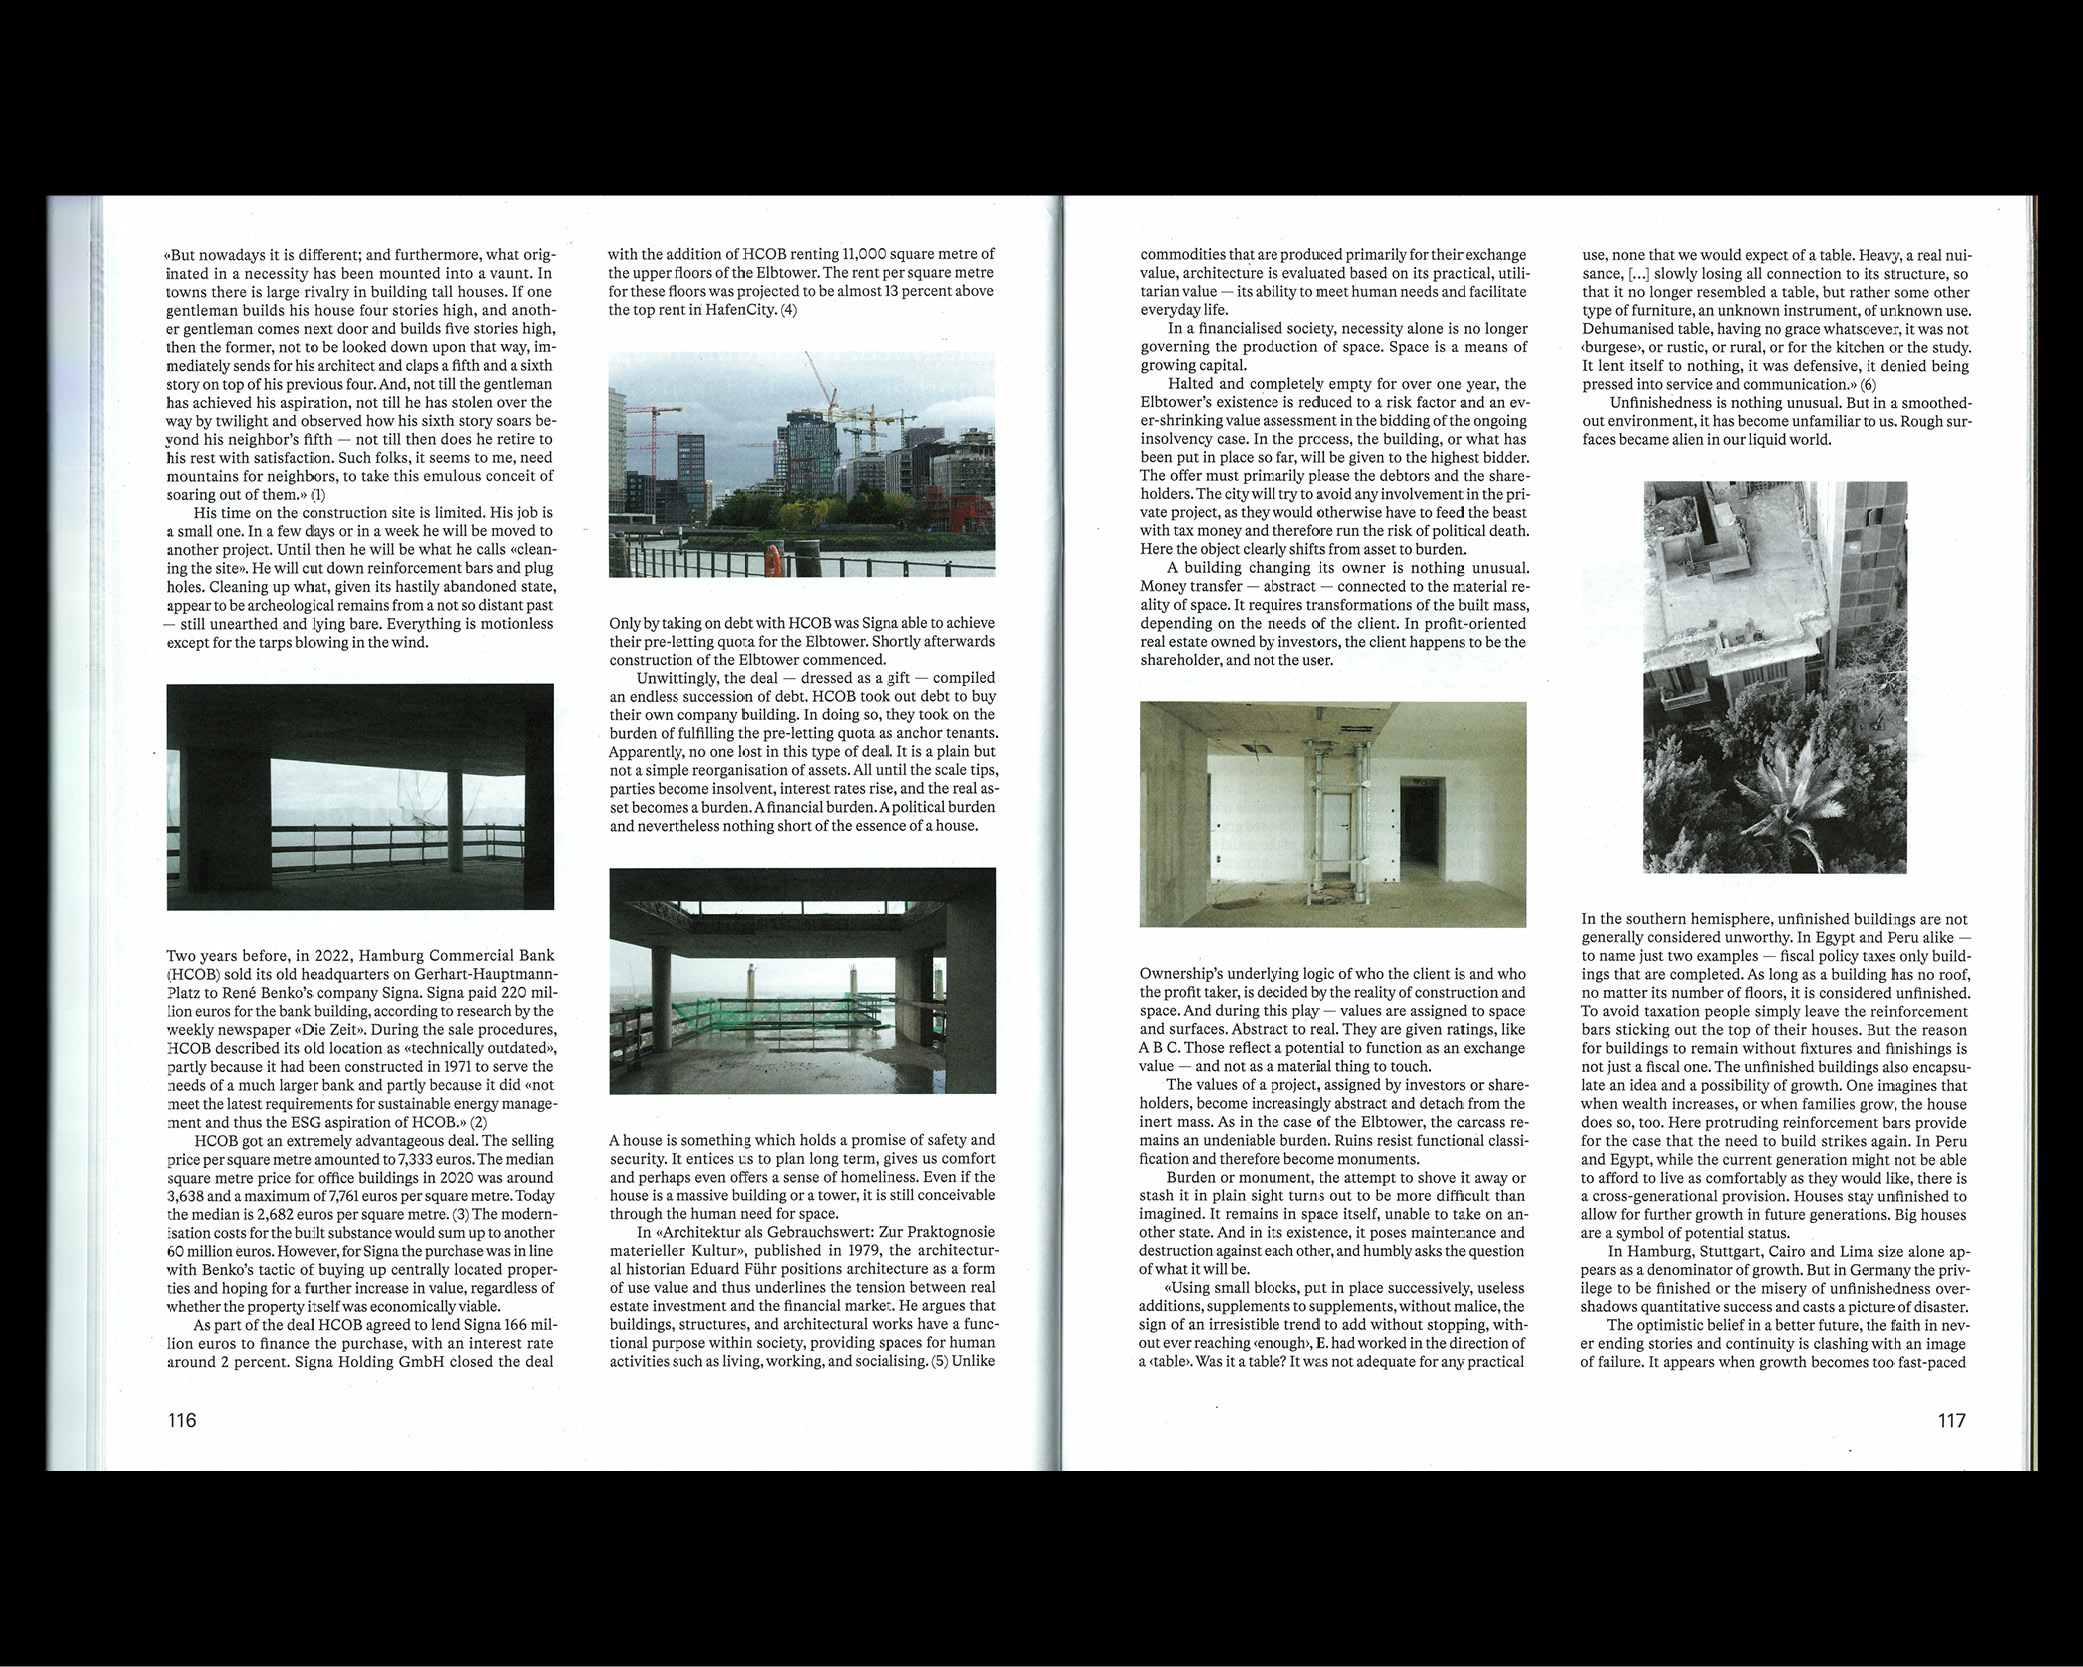 «But nowadays it is different; and furthermore, what orig-
inated in a necessity has been mounted into a vaunt. In
towns there is large rivalry in building tall houses. If one
gentleman builds his house four stories high, and anoth-
er gentleman comes next door and builds five stories high,
then the former, not to be looked down upon that way, im-
mediately sends for his architect and claps a fifth and a sixth
story on top of his previous four. And, not till the gentleman
has achieved his aspiration, not till he has stolen over the
way by twilight and observed how his sixth story soars be-
yond his neighbor's fifth — not till then does he retire to
his rest with satisfaction. Such folks, it seems to me, need
mountains for neighbors, to take this emulous conceit of
soaring out of them.» (1)
His time on the construction site is limited. His job is
a small one. In a few days or in a week he will be moved to
another project. Until then he will be what he calls «clean-
ing the site». He will cut down reinforcement bars and plug
holes. Cleaning up what, given its hastily abandoned state,
appear to be archeological remains from a not so distant past
— still unearthed and lying bare. Everything is motionless
except for the tarps blowing in the wind.
Two years before, in 2022, Hamburg Commercial Bank
(HCOB) sold its old headquarters on Gerhart-Hauptmann-
Platz to René Benko's company Signa. Signa paid 220 mil-
lion euros for the bank building, according to research by the
weekly newspaper «Die Zeit». During the sale procedures,
HCOB described its old location as «technically outdated»,
partly because it had been constructed in 1971 to serve the
needs of a much larger bank and partly because it did «not
meet the latest requirements for sustainable energy manage-
ment and thus the ESG aspiration of HCOB.» (2)
HCOB got an extremely advantageous deal. The selling
price per square metre amounted to 7,333 euros. The median
square metre price for office buildings in 2020 was around
3,638 and a maximum of 7,761 euros per square metre. Today
the median is 2,682 euros per square metre. (3) The modern-
isation costs for the built substance would sum up to another
60 million euros. However, for Signa the purchase was in line
with Benko's tactic of buying up centrally located proper-
ties and hoping for a further increase in value, regardless of
whether the property itself was economically viable.
As part of the deal HCOB agreed to lend Signa 166 mil-
lion euros to finance the purchase, with an interest rate
around 2 percent. Signa Holding GmbH closed the deal
116
with the addition of HCOB renting 11,000 square metre of
the upper floors of the Elbtower. The rent per square metre
for these floors was projected to be almost 13 percent above
the top rent in HafenCity. (4)
Only by taking on debt with HCOB was Signa able to achieve
their pre-letting quota for the Elbtower. Shortly afterwards
construction of the Elbtower commenced.
Unwittingly, the deal — dressed as a gift — compiled
an endless succession of debt. HCOB took out debt to buy
their own company building. In doing so, they took on the
burden of fulfilling the pre-letting quota as anchor tenants.
Apparently, no one lost in this type of deal. It is a plain but
not a simple reorganisation of assets. All until the scale tips,
parties become insolvent, interest rates rise, and the real as-
set becomes a burden. A financial burden. A political burden
and nevertheless nothing short of the essence of a house.
A house is something which holds a promise of safety and
security. It entices us to plan long term, gives us comfort
and perhaps even offers a sense of homeliness. Even if the
house is a massive building or a tower, it is still conceivable
through the human need for space.
In «Architektur als Gebrauchswert: Zur Praktognosie
materieller Kultur», published in 1979, the architectur-
al historian Eduard Führ positions architecture as a form
of use value and thus underlines the tension between real
estate investment and the financial market. He argues that
buildings, structures, and architectural works have a func-
tional purpose within society, providing spaces for human
activities such as living, working, and socialising. (5) Unlike
commodities that are produced primarily for their exchange
value, architecture is evaluated based on its practical, utili-
tarian value — its ability to meet human needs and facilitate
everyday life.
In a financialised society, necessity alone is no longer
governing the production of space. Space is a means of
growing capital.
Halted and completely empty for over one year, the
Elbtower's existence is reduced to a risk factor and an ev-
er-shrinking value assessment in the bidding of the ongoing
insolvency case. In the process, the building, or what has
been put in place so far, will be given to the highest bidder.
The offer must primarily please the debtors and the share-
holders. The city will try to avoid any involvement in the pri-
vate project, as they would otherwise have to feed the beast
with tax money and therefore run the risk of political death.
Here the object clearly shifts from asset to burden.
A building changing its owner is nothing unusual.
Money transfer — abstract — connected to the material re-
ality of space. It requires transformations of the built mass,
depending on the needs of the client. In profit-oriented
real estate owned by investors, the client happens to be the
shareholder, and not the user.
Ownership's underlying logic of who the client is and who
the profit taker, is decided by the reality of construction and
space. And during this play — values are assigned to space
and surfaces. Abstract to real. They are given ratings, like
A B C. Those reflect a potential to function as an exchange
value — and not as a material thing to touch.
The values of a project, assigned by investors or share-
holders, become increasingly abstract and detach from the
inert mass. As in the case of the Elbtower, the carcass re-
mains an undeniable burden. Ruins resist functional classi-
fication and therefore become monuments.
Burden or monument, the attempt to shove it away or
stash it in plain sight turns out to be more difficult than
imagined. It remains in space itself, unable to take on an-
other state. And in its existence, it poses maintenance and
destruction against each other, and humbly asks the question
of what it will be.
«Using small blocks, put in place successively, useless
additions, supplements to supplements, without malice, the
sign of an irresistible trend to add without stopping, with-
out ever reaching ‹enough›, E. had worked in the direction of
a ‹table›. Was it a table? It was not adequate for any practical
use, none that we would expect of a table. Heavy, a real nui-
sance, [...] slowly losing all connection to its structure, so
that it no longer resembled a table, but rather some other
type of furniture, an unknown instrument, of unknown use.
Dehumanised table, having no grace whatsoever, it was not
‹burgese›, or rustic, or rural, or for the kitchen or the study.
It lent itself to nothing, it was defensive, it denied being
pressed into service and communication.» (6)
Unfinishedness is nothing unusual. But in a smoothed-
out environment, it has become unfamiliar to us. Rough sur-
faces became alien in our liquid world.
In the southern hemisphere, unfinished buildings are not
generally considered unworthy. In Egypt and Peru alike —
to name just two examples — fiscal policy taxes only build-
ings that are completed. As long as a building has no roof,
no matter its number of floors, it is considered unfinished.
To avoid taxation people simply leave the reinforcement
bars sticking out the top of their houses. But the reason
for buildings to remain without fixtures and finishings is
not just a fiscal one. The unfinished buildings also encapsu-
late an idea and a possibility of growth. One imagines that
when wealth increases, or when families grow, the house
does so, too. Here protruding reinforcement bars provide
for the case that the need to build strikes again. In Peru
and Egypt, while the current generation might not be able
to afford to live as comfortably as they would like, there is
a cross-generational provision. Houses stay unfinished to
allow for further growth in future generations. Big houses
are a symbol of potential status.
In Hamburg, Stuttgart, Cairo and Lima size alone ap-
pears as a denominator of growth. But in Germany the priv-
ilege to be finished or the misery of unfinishedness over-
shadows quantitative success and casts a picture of disaster.
The optimistic belief in a better future, the faith in nev-
er ending stories and continuity is clashing with an image
of failure. It appears when growth becomes too fast-paced
117